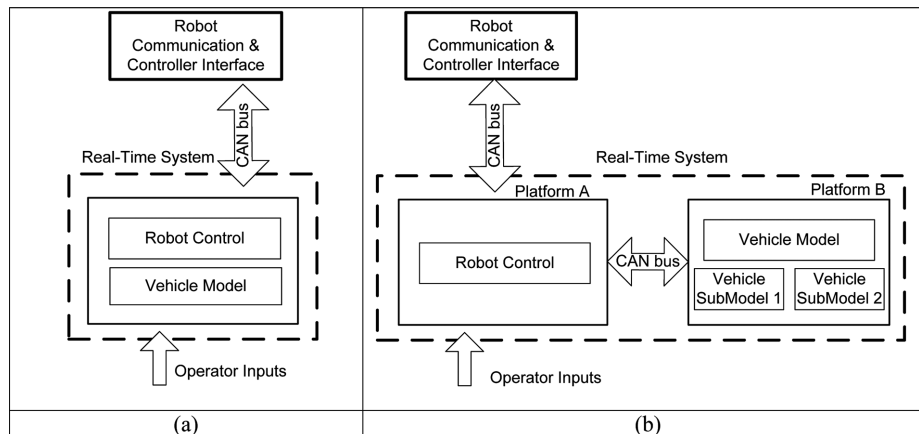 Robot
Communication &
Controller Interface
CAN bus
Real-Time System
Robot Control
Vehicle Model
Operator Inputs
(a)
Robot
Communication &
Controller Interface
CAN bus
Real-Time System
Platform A
Platform B
Robot Control
CAN bus
Vehicle Model
Vehicle
SubModel 1
Vehicle
SubModel 2
Operator Inputs
(b)